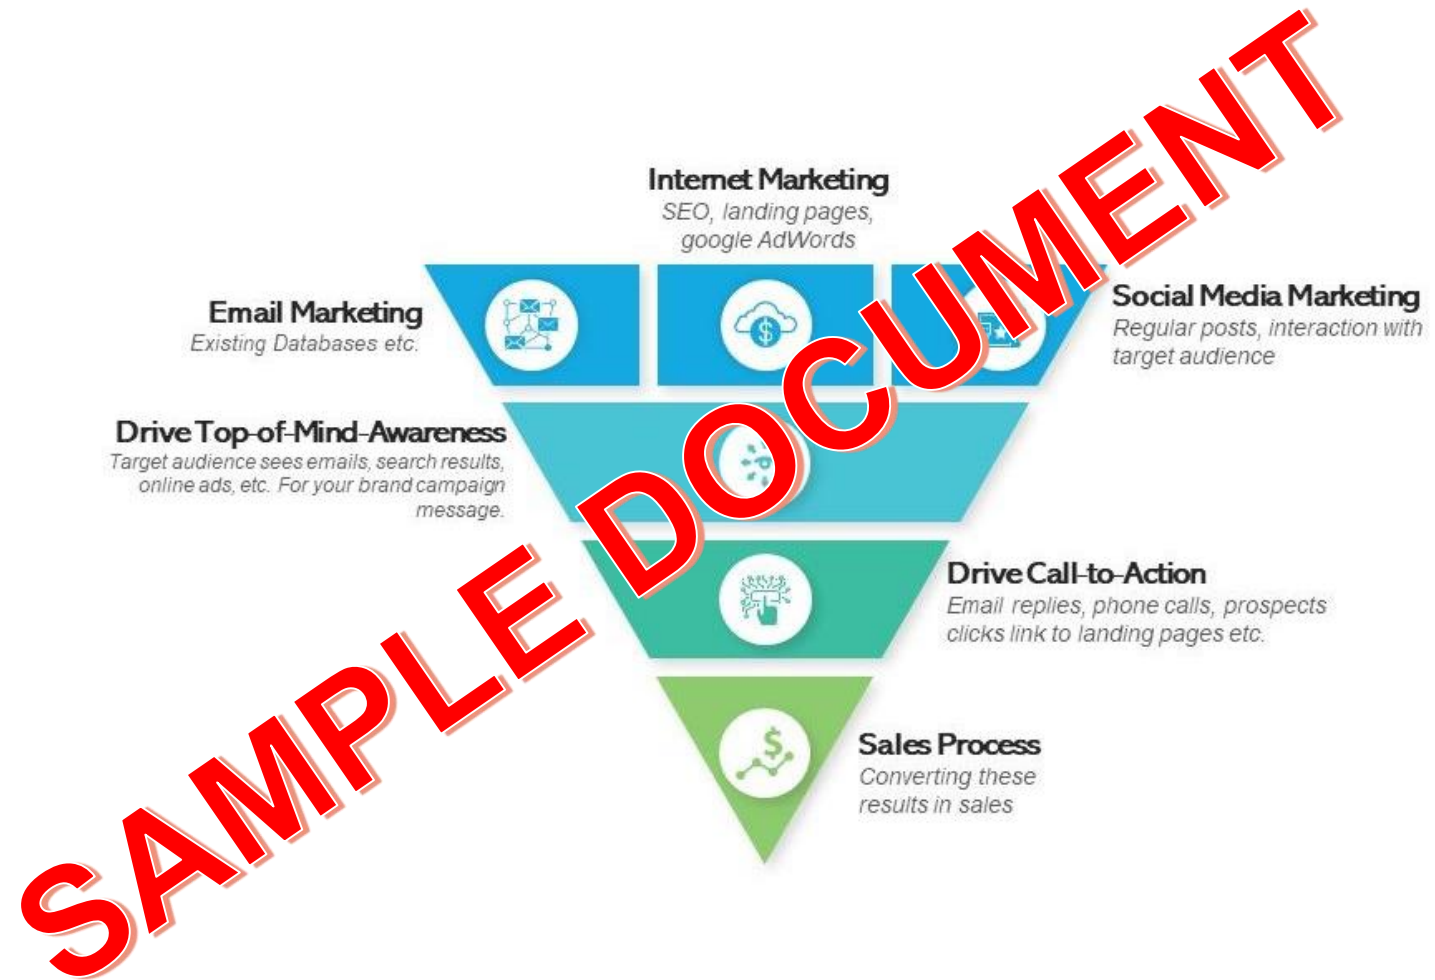 Internet Marketing
SEO, landing pages,
google AdWords
Email Marketing
Existing Databases etc.
Social Media Marketing
Regular posts, interaction with
target audience
Drive Top-of-Mind-Awareness
Target audience sees emails, search results,
online ads, etc. For your brand campaign
message.
Drive Call-to-Action
Email replies, phone calls, prospects
clicks link to landing pages etc.
Sales Process
Converting these
results in sales
SAMPLE DOCUMENT